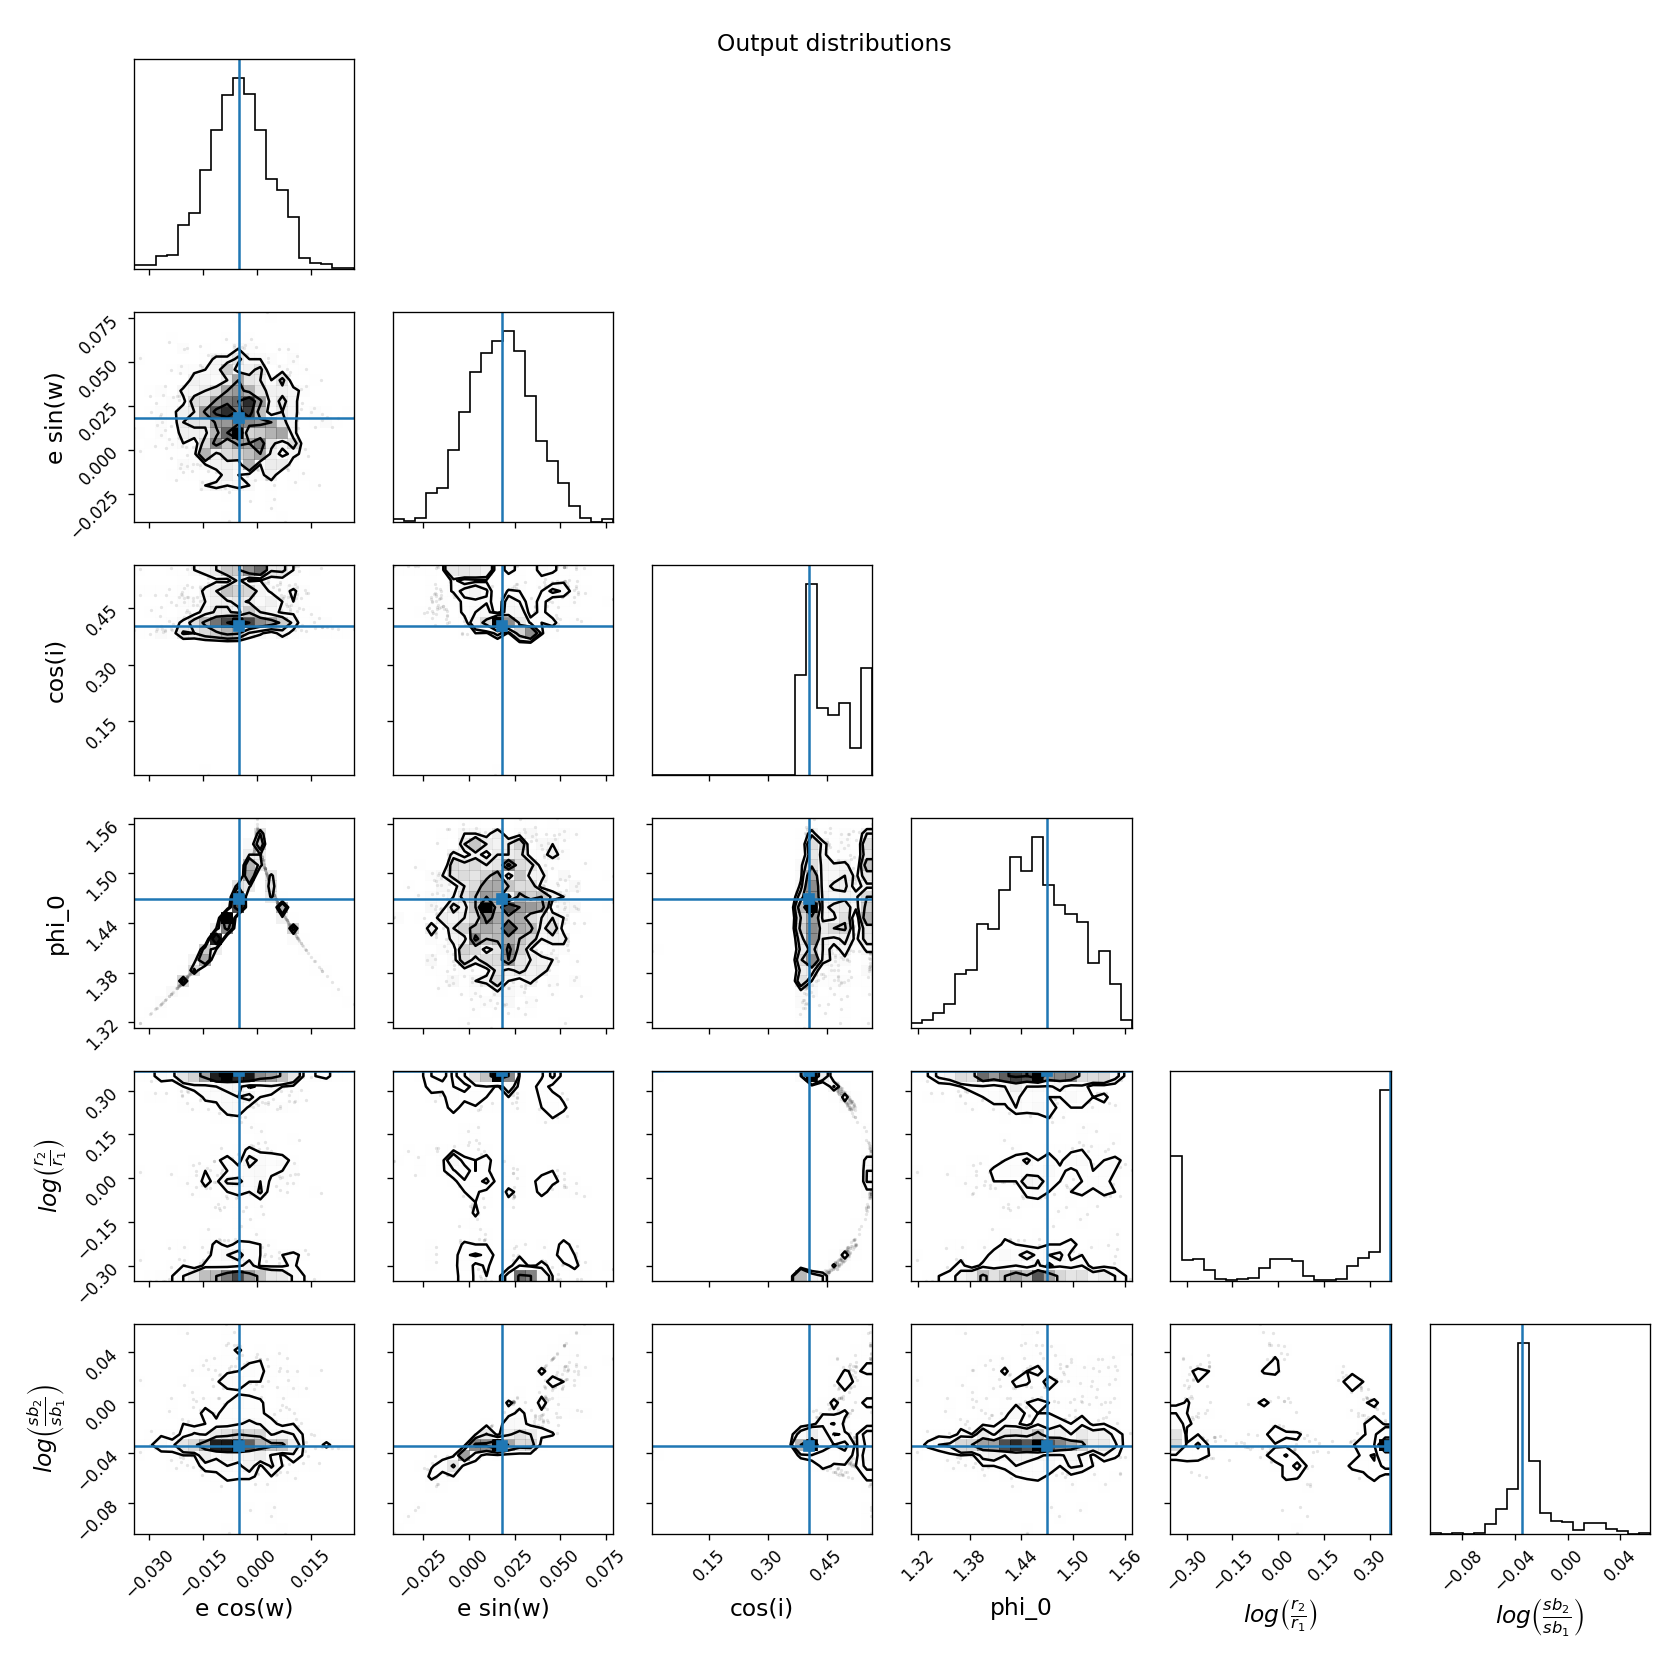 Output distributions
e sin(w)
0.075
0.050
0.025
0.000
−0.025
cos(i)
0.45
0.30
0.15
phi_0
1.56
1.50
1.44
1.38
1.32
log(r₂/r₁)
0.30
0.15
0.00
−0.15
−0.30
log(sb₂/sb₁)
0.04
0.00
−0.04
−0.08
−0.030 −0.015 0.000 0.015
−0.025 0.000 0.025 0.050 0.075
0.15 0.30 0.45
1.32 1.38 1.44 1.50 1.56
−0.30 −0.15 0.00 0.15 0.30
−0.08 −0.04 0.00 0.04
e cos(w)
e sin(w)
cos(i)
phi_0
log(r₂/r₁)
log(sb₂/sb₁)